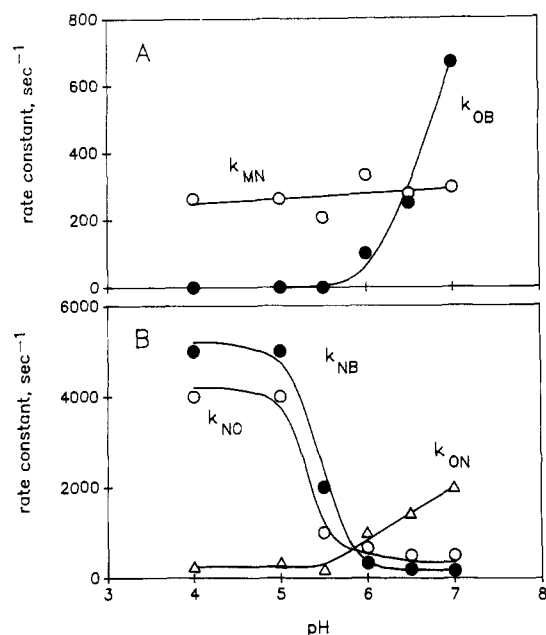 A
800
600
400
200
0
rate constant, sec⁻¹
k_MN
k_OB
B
6000
4000
2000
0
rate constant, sec⁻¹
k_NB
k_NO
k_ON
3 4 5 6 7 8
pH